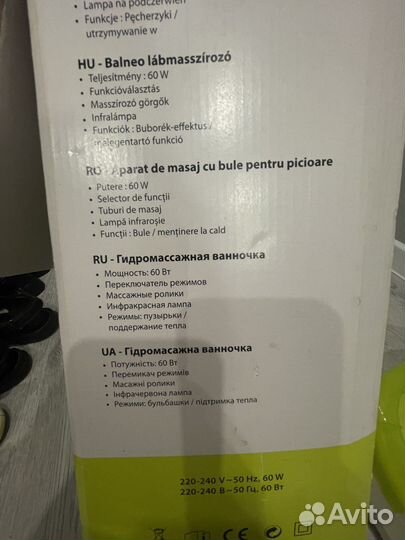 • Lampa na podczerwień
• Funkcje : Pęcherzyki /
utrzymywanie w
HU - Balneo lábmasszírozó
• Teljesítmény : 60 W
• Funkcióválasztás
• Masszírozó görgők
• Infralámpa
• Funkciók : Buborék-effektus /
melegentartó funkció
RO - Aparat de masaj cu bule pentru picioare
• Putere : 60 W
• Selector de funcții
• Tuburi de masaj
• Lampă infraroșie
• Funcții : Bule / menținere la cald
RU - Гидромассажная ванночка
• Мощность: 60 Вт
• Переключатель режимов
• Массажные ролики
• Инфракрасная лампа
• Режимы: пузырьки /
поддержание тепла
UA - Гідромасажна ванночка
• Потужність: 60 Вт
• Перемикач режимів
• Масажні ролики
• Інфрачервона лампа
• Режими: бульбашки / підтримка тепла
220-240 V~50 Hz, 60 W
220-240 В~50 Гц, 60 Вт
CE
Avito